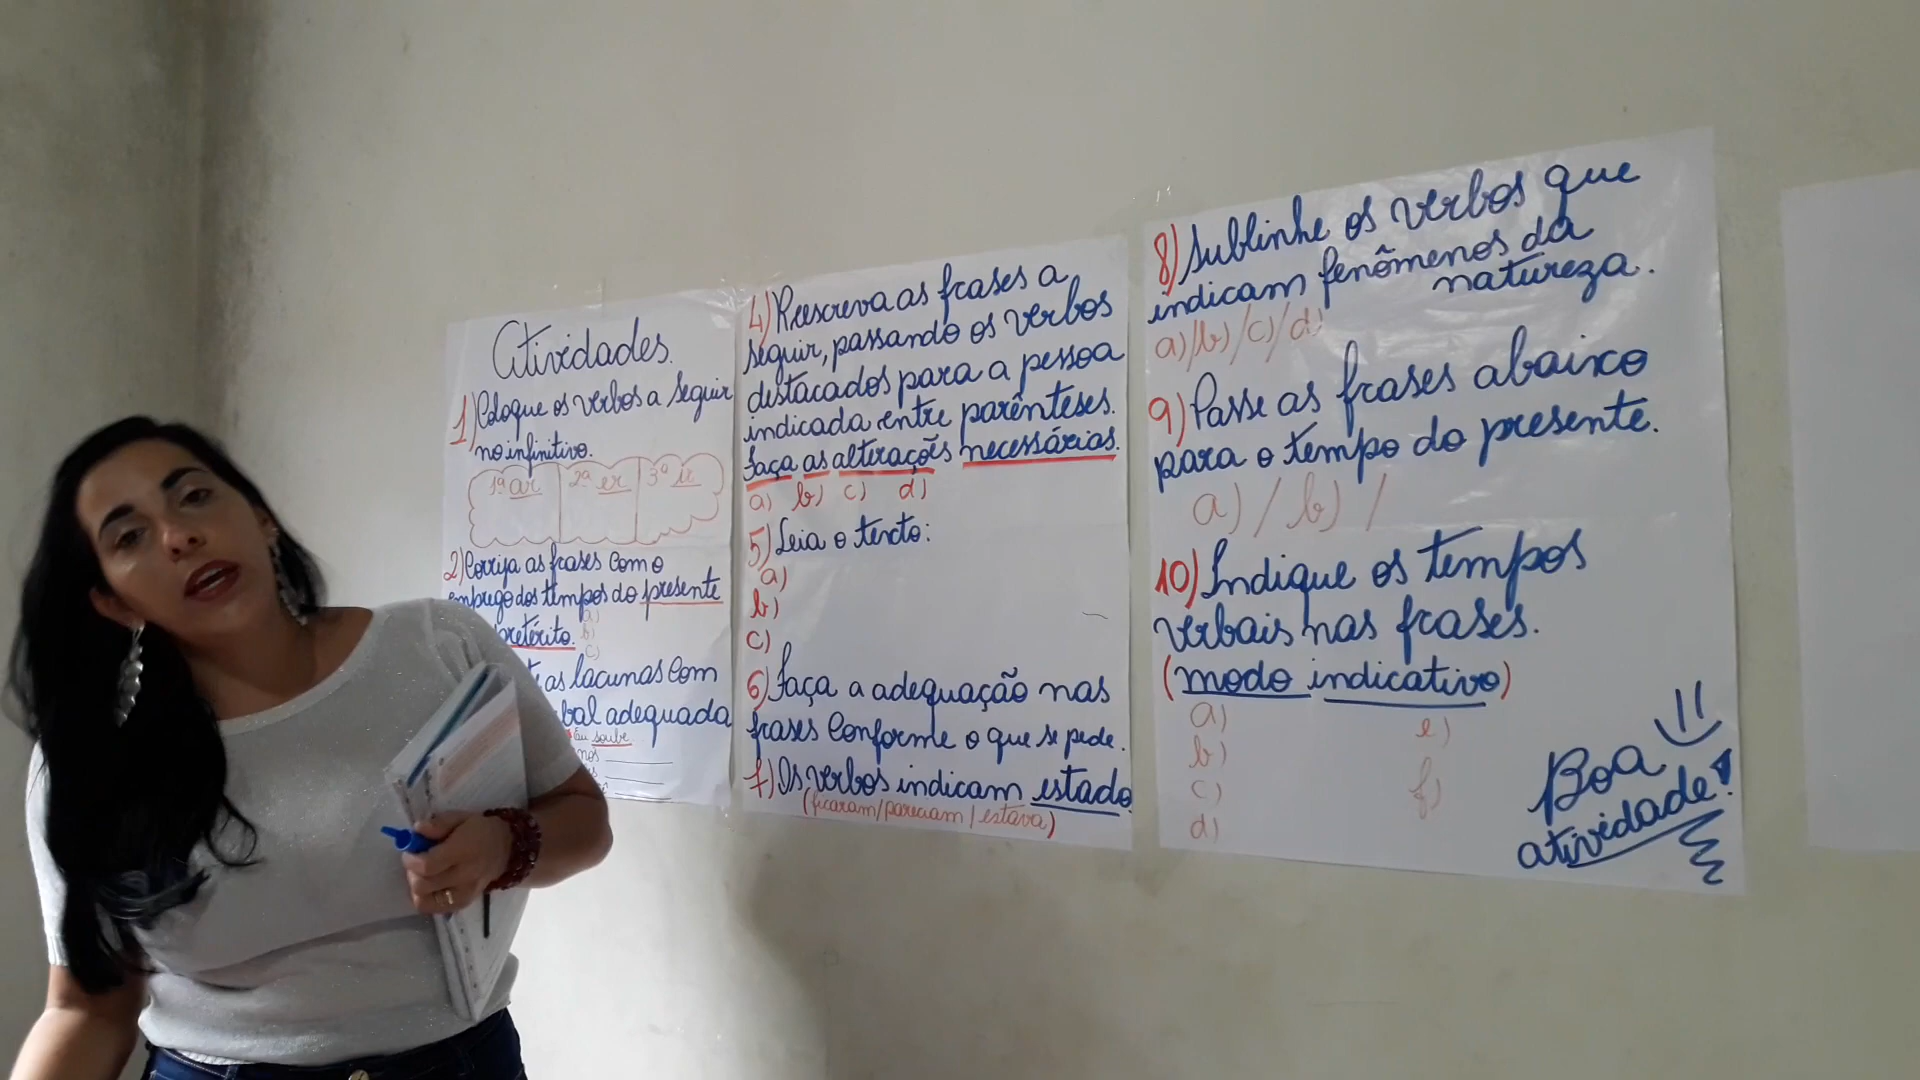 Atividades.
1) Coloque os verbos a seguir
no infinitivo.
1ª ar 2ª er 3ª ir
2) Corrija as frases com o
emprego dos tempos do presente
pretérito.
a)
b)
c)
as lacunas com
bal adequada
Eu soube
nós
4) Reescreva as frases a
seguir, passando os verbos
destacados para a pessoa
indicada entre parênteses.
Faça as alterações necessárias.
a) b) c) d)
5) Leia o texto:
a)
b)
c)
6) Faça a adequação nas
frases conforme o que se pede.
7) Os verbos indicam estado.
(ficaram/pareciam/estava)
8) Sublinhe os verbos que
indicam fenômenos da
natureza.
a)/b)/c)/d)
9) Passe as frases abaixo
para o tempo do presente.
a) / b) /
10) Indique os tempos
verbais nas frases.
(modo indicativo)
a) e)
b) f)
c)
d)
Boa
atividade!